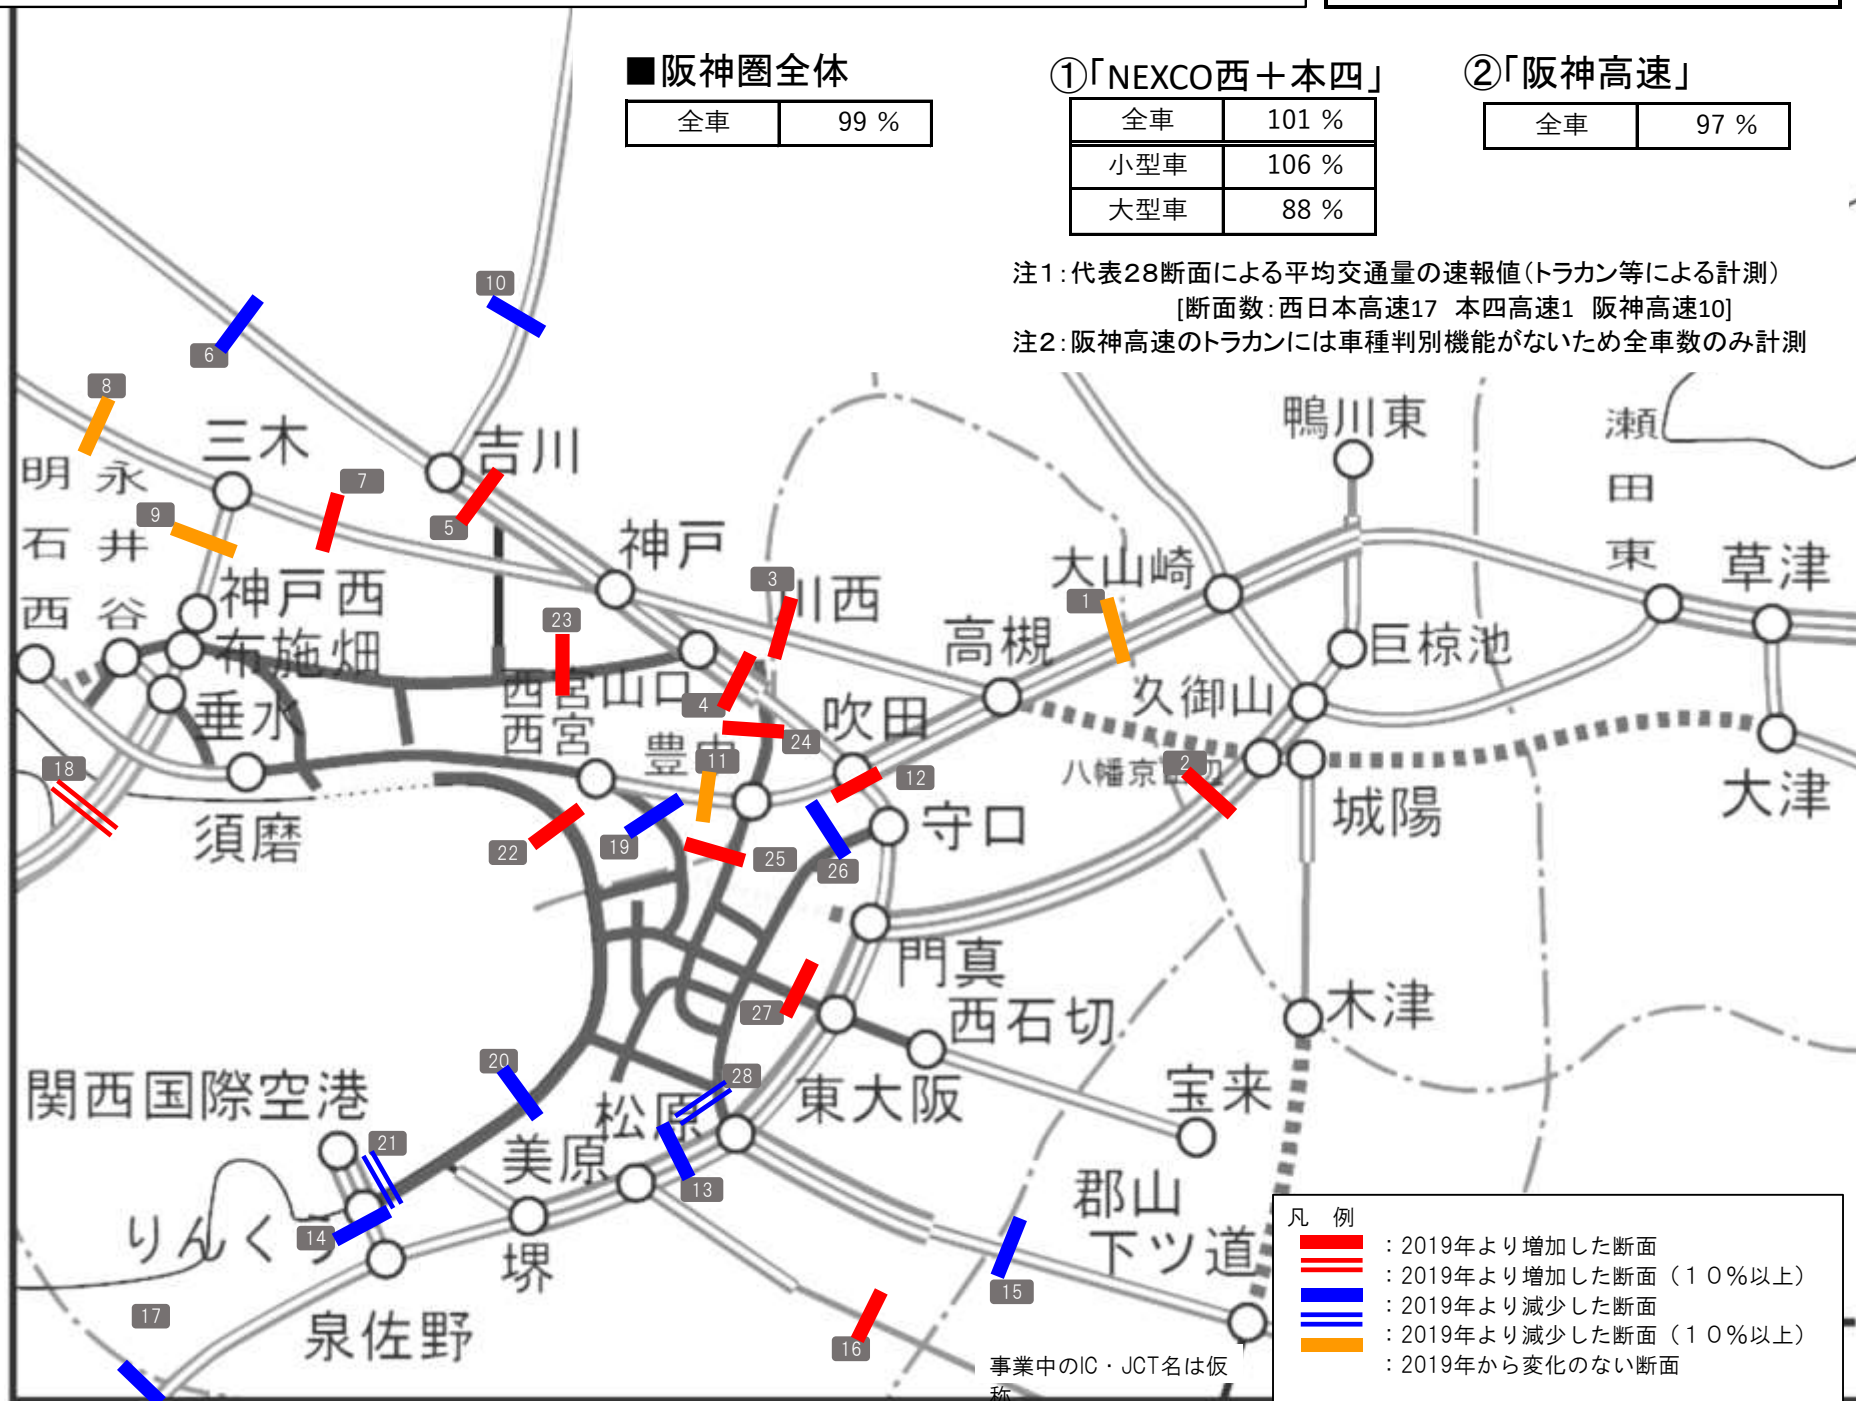 ■阪神圏全体
全車 99 %
①「NEXCO西＋本四」
全車 101 %
小型車 106 %
大型車 88 %
②「阪神高速」
全車 97 %
注1：代表28断面による平均交通量の速報値（トラカン等による計測）
[断面数：西日本高速17　本四高速1　阪神高速10]
注2：阪神高速のトラカンには車種判別機能がないため全車数のみ計測
10
6
8
三木
吉川
鴨川東
瀬田東
明石西
永井谷
7
9
5
神戸
大山崎
草津
神戸西
3
川西
1
23
布施畑
高槻
巨椋池
西宮山口
4
久御山
垂水
西宮
吹田
24
豊中
11
18
12
2
八幡京田辺
大津
須磨
城陽
22
19
25
守口
26
門真
27
西石切
木津
20
28
関西国際空港
松原
東大阪
宝来
21
美原
13
郡山
14
りんくう
下ツ道
堺
15
17
泉佐野
16
事業中のIC・JCT名は仮
称
凡　例
：2019年より増加した断面
：2019年より増加した断面（１０％以上）
：2019年より減少した断面
：2019年より減少した断面（１０％以上）
：2019年から変化のない断面